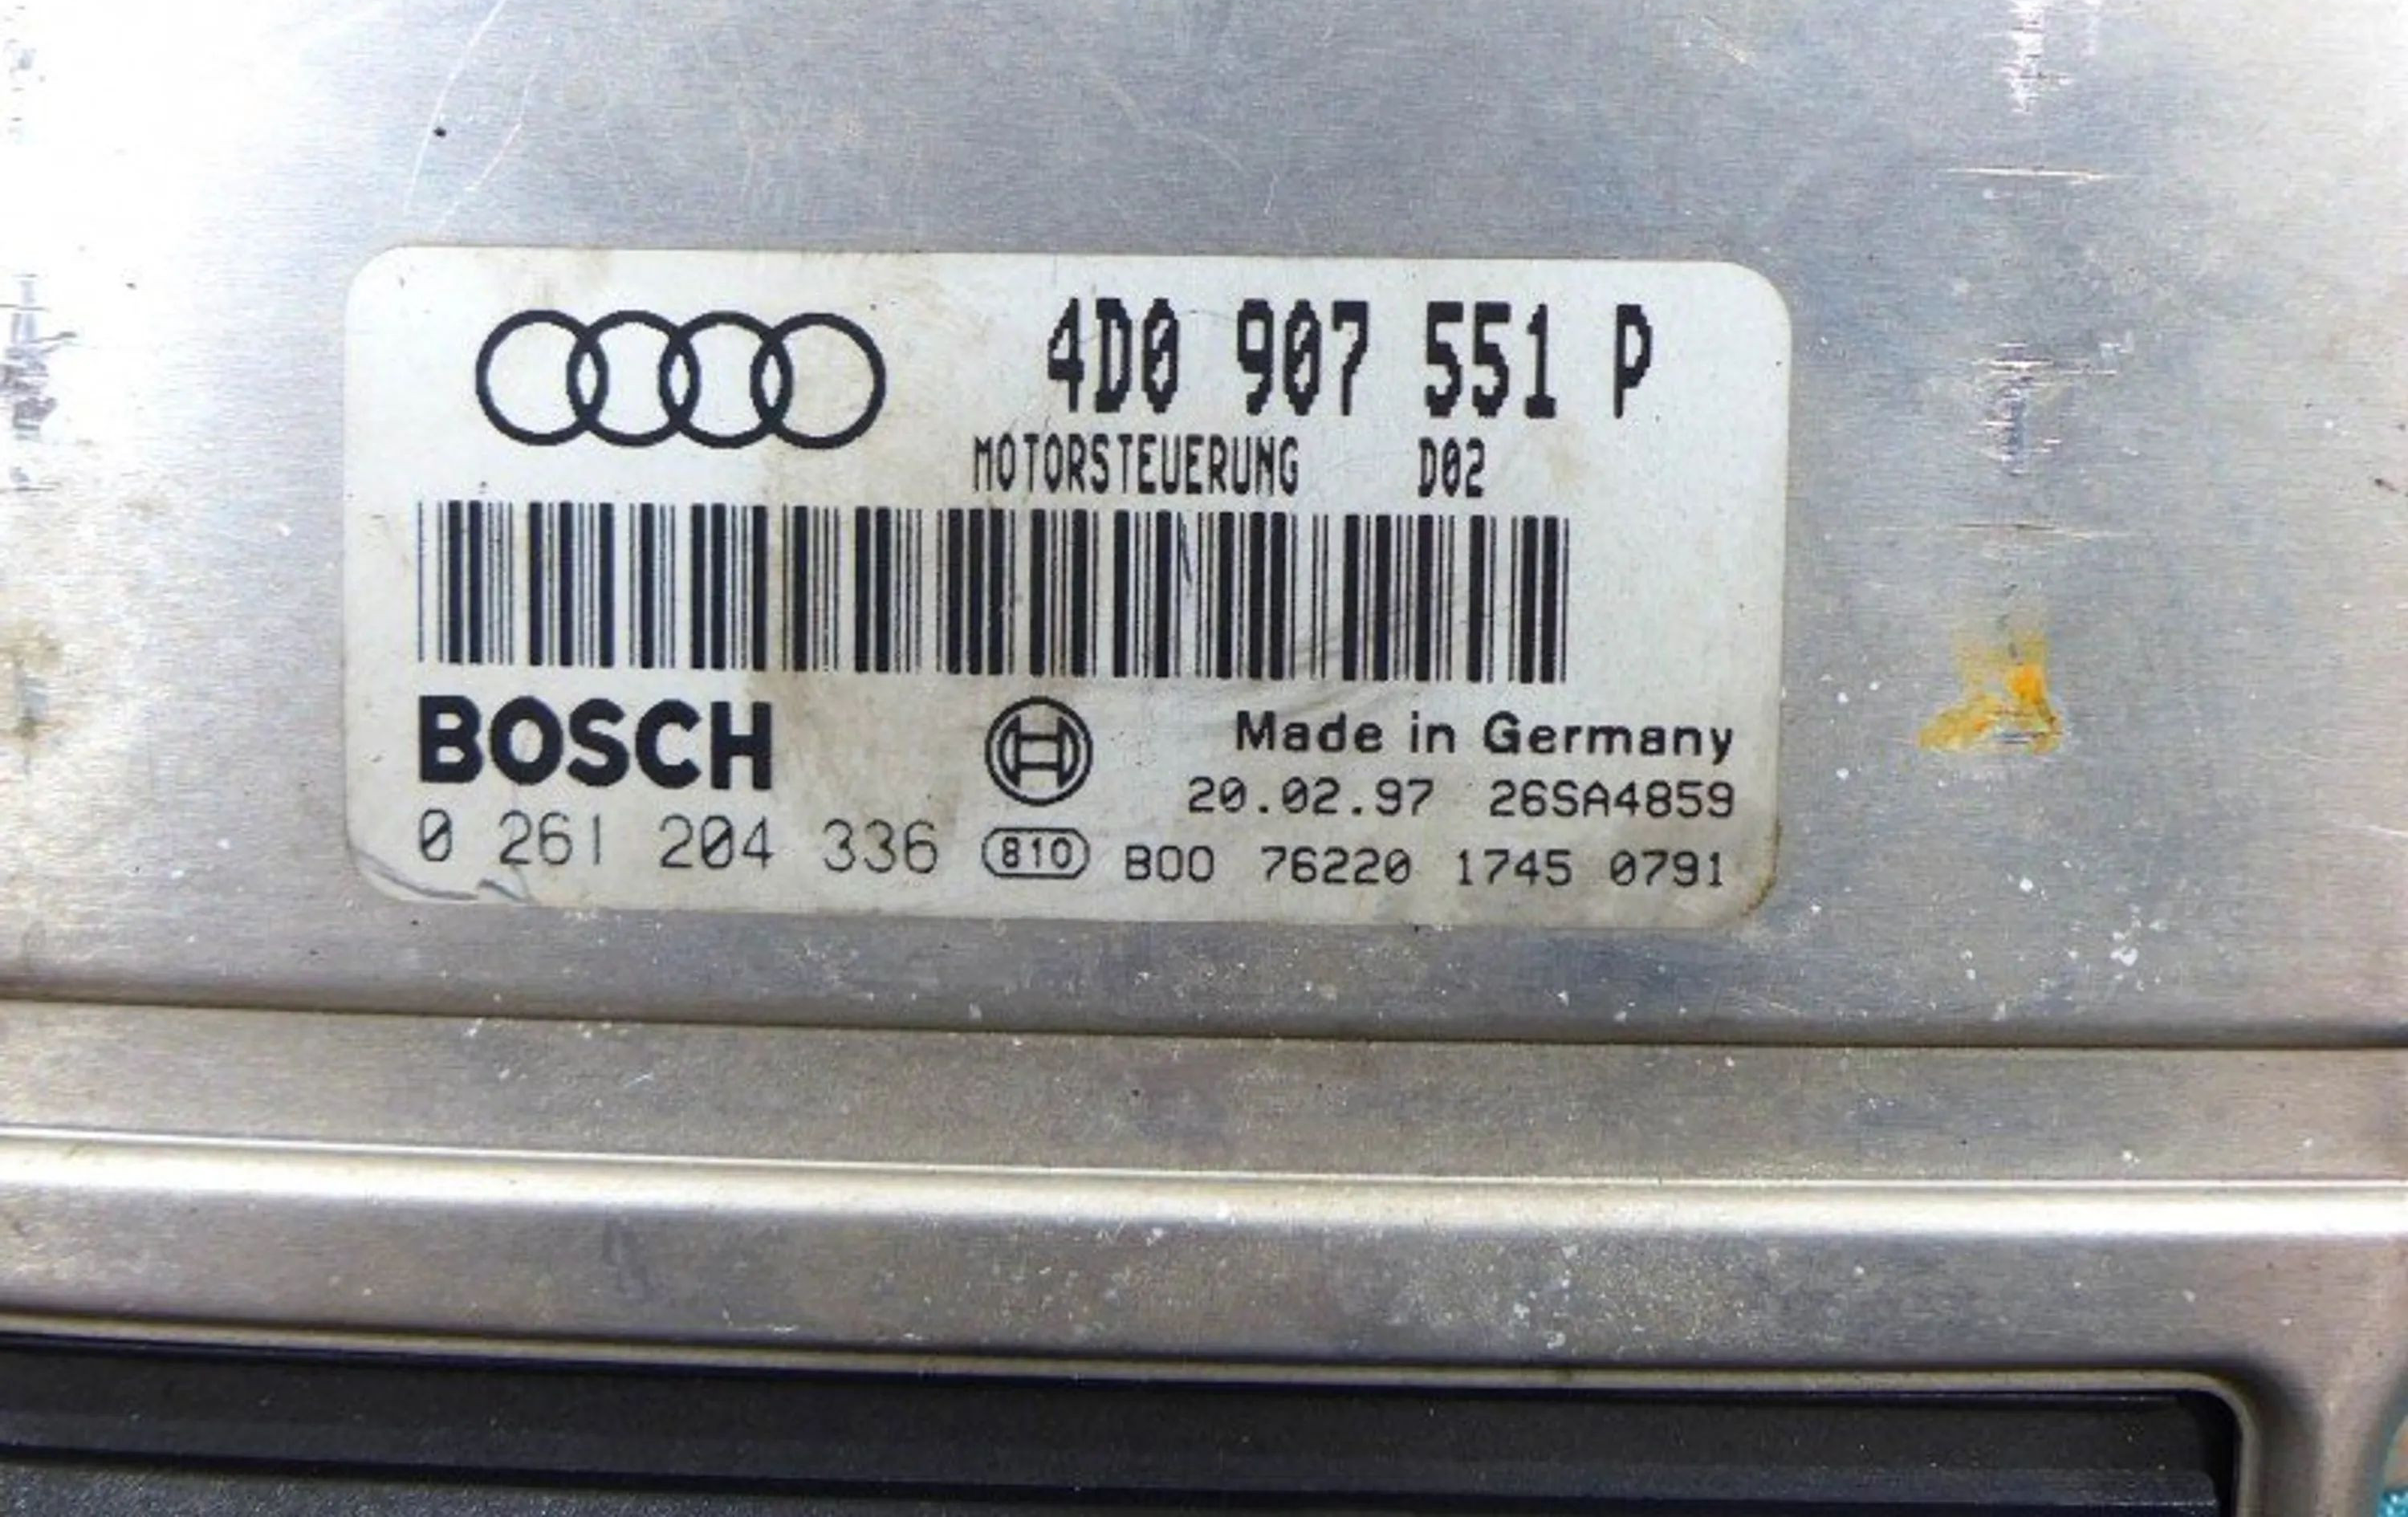 4D0 907 551 P
MOTORSTEUERUNG D02
BOSCH
Made in Germany
20.02.97 26SA4859
0 261 204 336 810 B00 76220 1745 0791